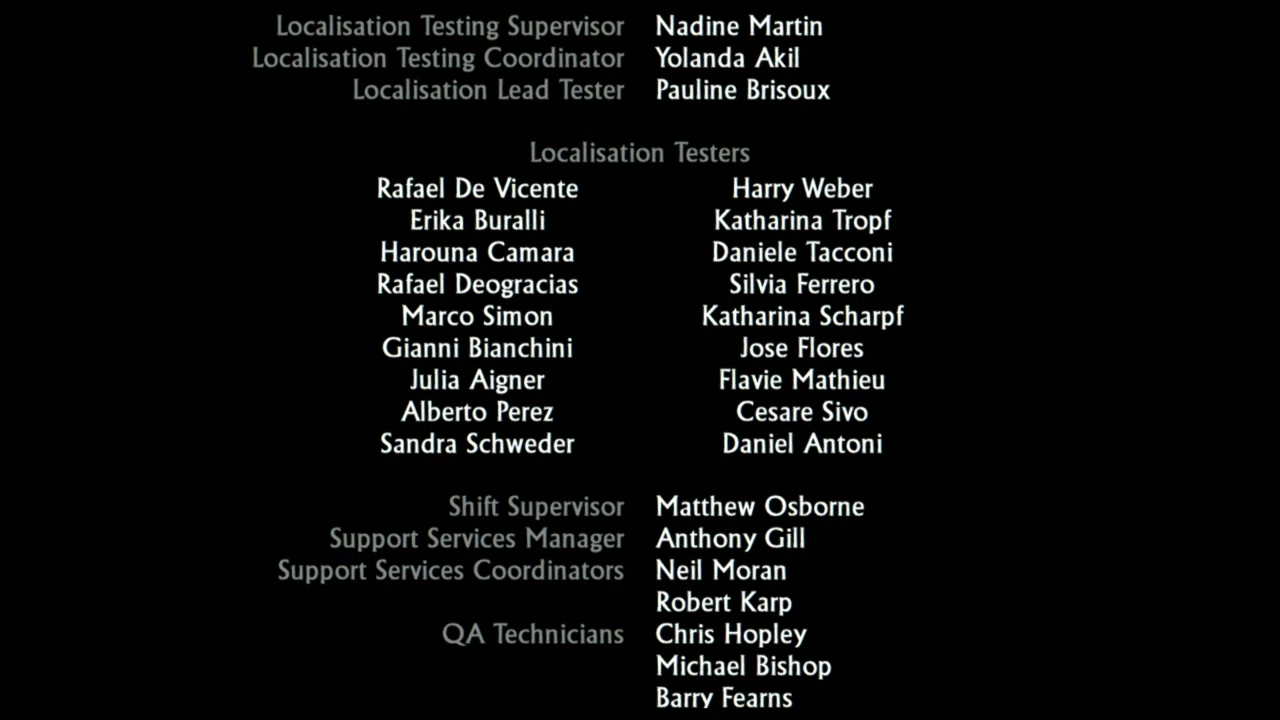 Localisation Testing Supervisor Nadine Martin
Localisation Testing Coordinator Yolanda Akil
Localisation Lead Tester Pauline Brisoux
Localisation Testers
Rafael De Vicente Harry Weber
Erika Buralli Katharina Tropf
Harouna Camara Daniele Tacconi
Rafael Deogracias Silvia Ferrero
Marco Simon Katharina Scharpf
Gianni Bianchini Jose Flores
Julia Aigner Flavie Mathieu
Alberto Perez Cesare Sivo
Sandra Schweder Daniel Antoni
Shift Supervisor Matthew Osborne
Support Services Manager Anthony Gill
Support Services Coordinators Neil Moran
Robert Karp
QA Technicians Chris Hopley
Michael Bishop
Barry Fearns